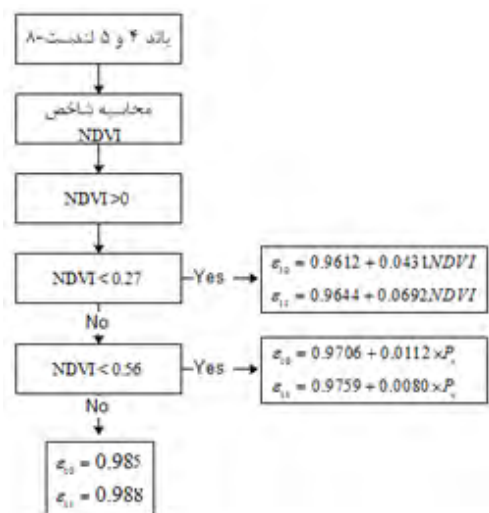 باند ۴ و ۵ لندست-۸
محاسبه شاخص
NDVI
NDVI>0
NDVI<0.27
Yes
ε₁₀ = 0.9612 + 0.0431NDVI
ε₁₁ = 0.9644 + 0.0692NDVI
No
NDVI<0.56
Yes
ε₁₀ = 0.9706 + 0.0112×Pᵥ
ε₁₁ = 0.9759 + 0.0080×Pᵥ
No
ε₁₀ = 0.985
ε₁₁ = 0.988